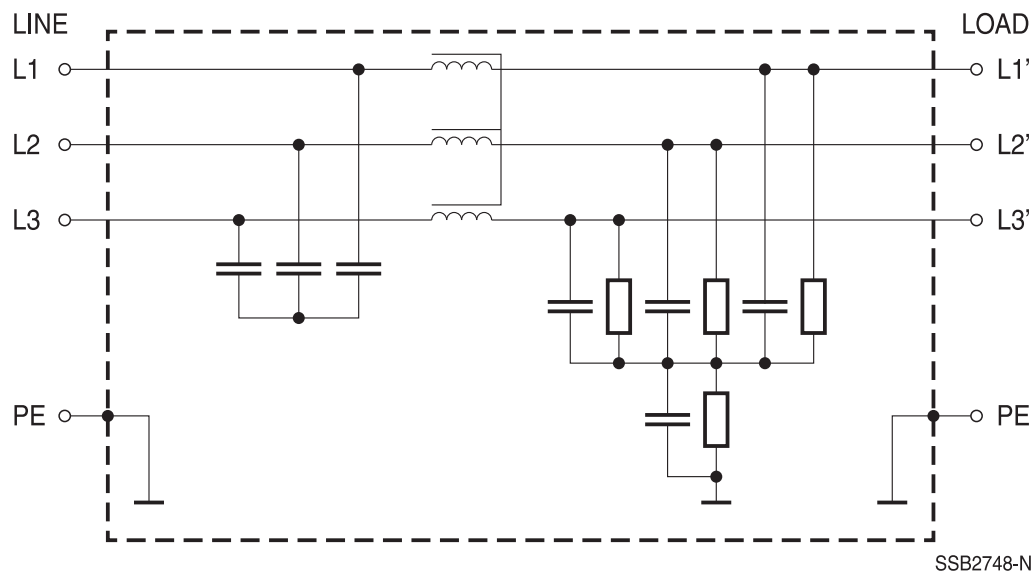 LINE LOAD
L1 L1'
L2 L2'
L3 L3'
PE PE
SSB2748-N